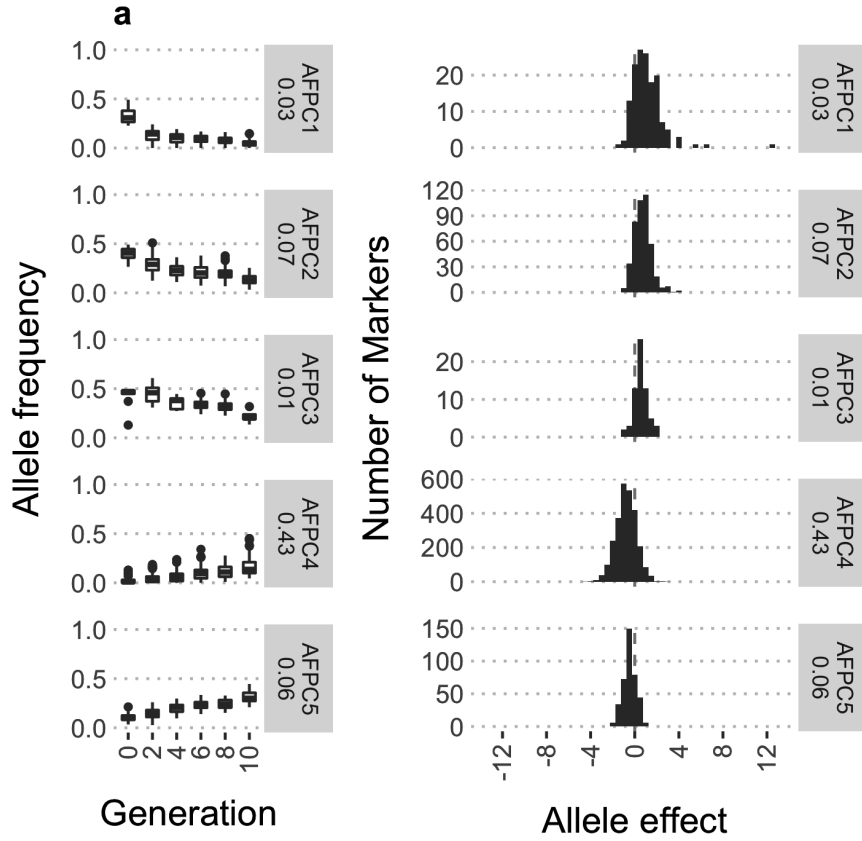 a
Allele frequency
1.0
0.5
0.0
AFPC1
0.03
1.0
0.5
0.0
AFPC2
0.07
1.0
0.5
0.0
AFPC3
0.01
1.0
0.5
0.0
AFPC4
0.43
1.0
0.5
0.0
AFPC5
0.06
0 2 4 6 8 10
Generation
Number of Markers
20
10
0
AFPC1
0.03
120
90
60
30
0
AFPC2
0.07
20
10
0
AFPC3
0.01
600
400
200
0
AFPC4
0.43
150
100
50
0
AFPC5
0.06
-12 -8 -4 0 4 8 12
Allele effect